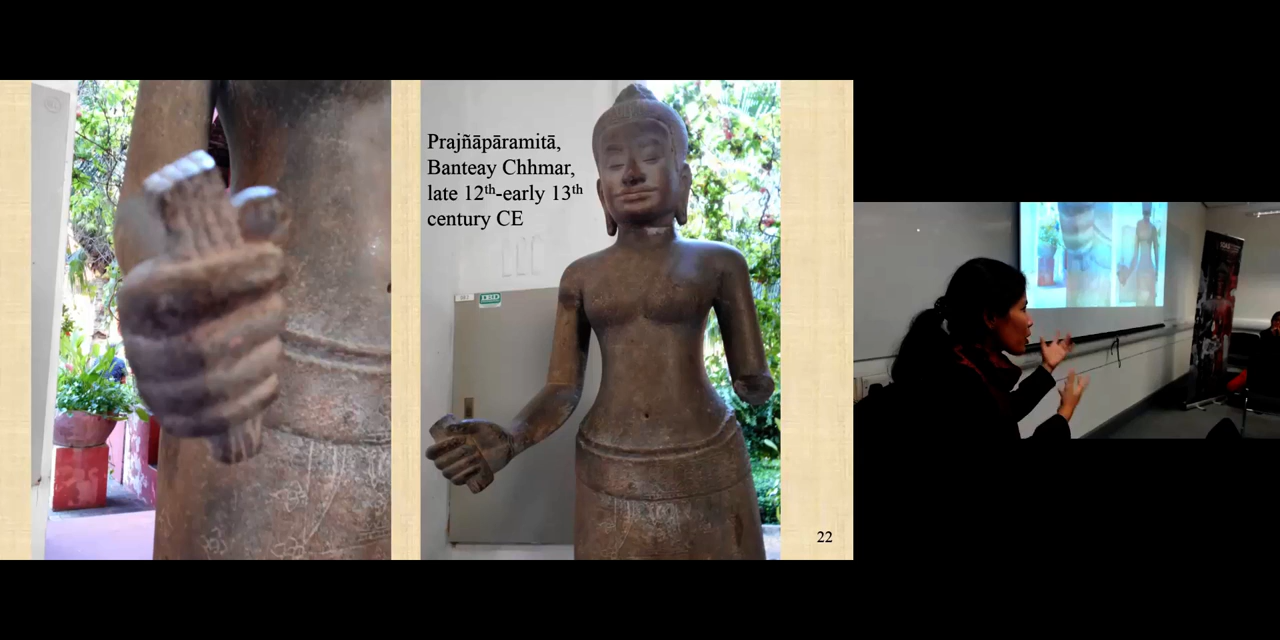 Prajñāpāramitā,
Banteay Chhmar,
late 12th-early 13th
century CE
22